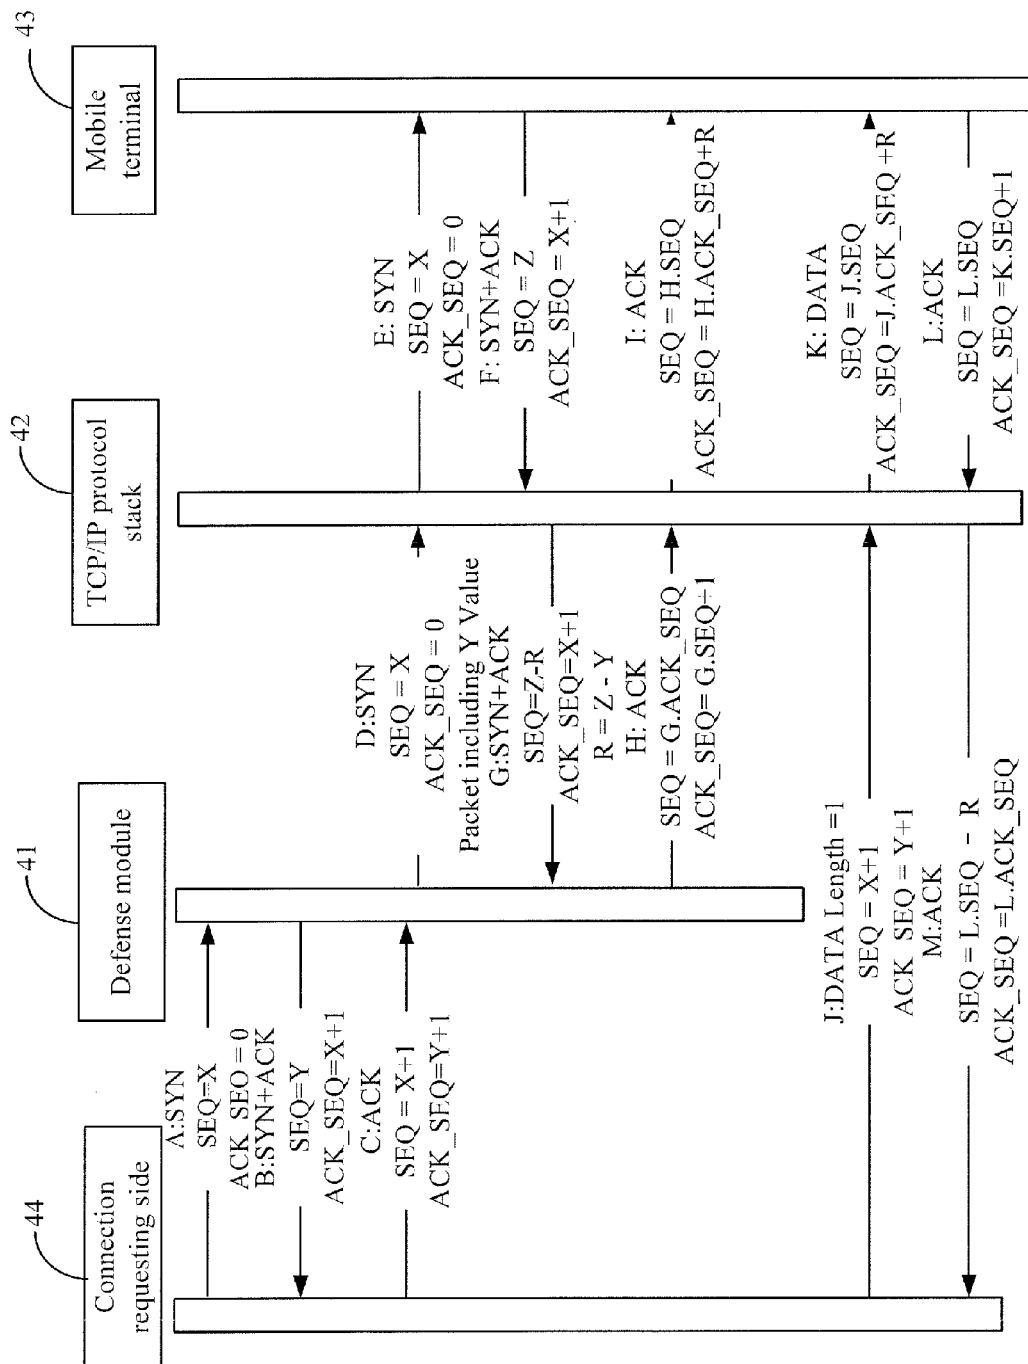 44
Connection
requesting side
41
Defense module
42
TCP/IP protocol
stack
43
Mobile
terminal
A:SYN
SEQ=X
ACK_SEO = 0
B:SYN+ACK
SEQ=Y
ACK_SEQ=X+1
C:ACK
SEQ = X+1
ACK_SEQ=Y+1
D:SYN
SEQ = X
ACK_SEQ = 0
Packet including Y Value
E: SYN
SEQ = X
ACK_SEQ = 0
F: SYN+ACK
SEQ = Z
ACK_SEQ = X+1
G:SYN+ACK
SEQ=Z-R
ACK_SEQ=X+1
R = Z - Y
H: ACK
SEQ = G.ACK_SEQ
ACK_SEQ= G.SEQ+1
I: ACK
SEQ = H.SEQ
ACK_SEQ = H.ACK_SEQ+R
J:DATA Length =1
SEQ = X+1
ACK_SEQ = Y+1
K: DATA
SEQ = J.SEQ
ACK_SEQ =J.ACK_SEQ +R
L:ACK
SEQ = L.SEQ
ACK_SEQ =K.SEQ+1
M:ACK
SEQ = L.SEQ - R
ACK_SEQ =L.ACK_SEQ